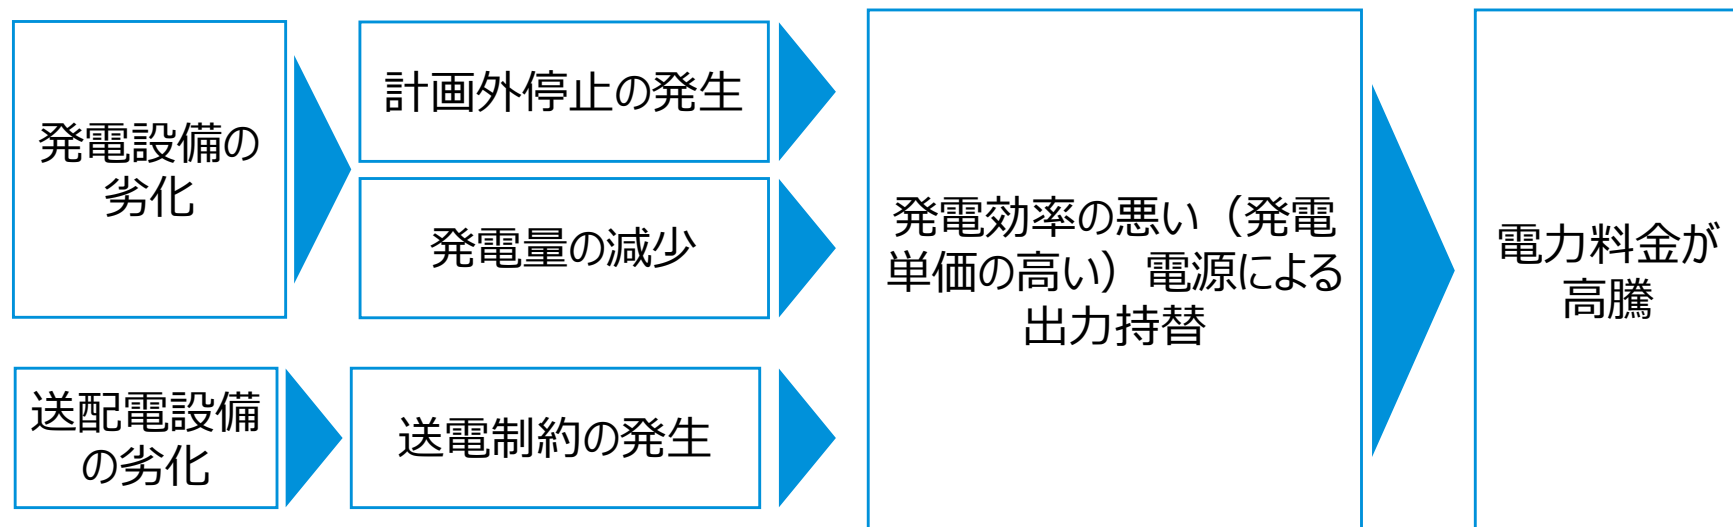 発電設備の
劣化
計画外停止の発生
発電量の減少
送配電設備
の劣化
送電制約の発生
発電効率の悪い（発電
単価の高い）電源による
出力持替
電力料金が
高騰